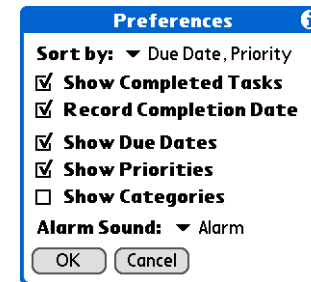 Preferences
Sort by: Due Date, Priority
Show Completed Tasks
Record Completion Date
Show Due Dates
Show Priorities
Show Categories
Alarm Sound: Alarm
OK Cancel